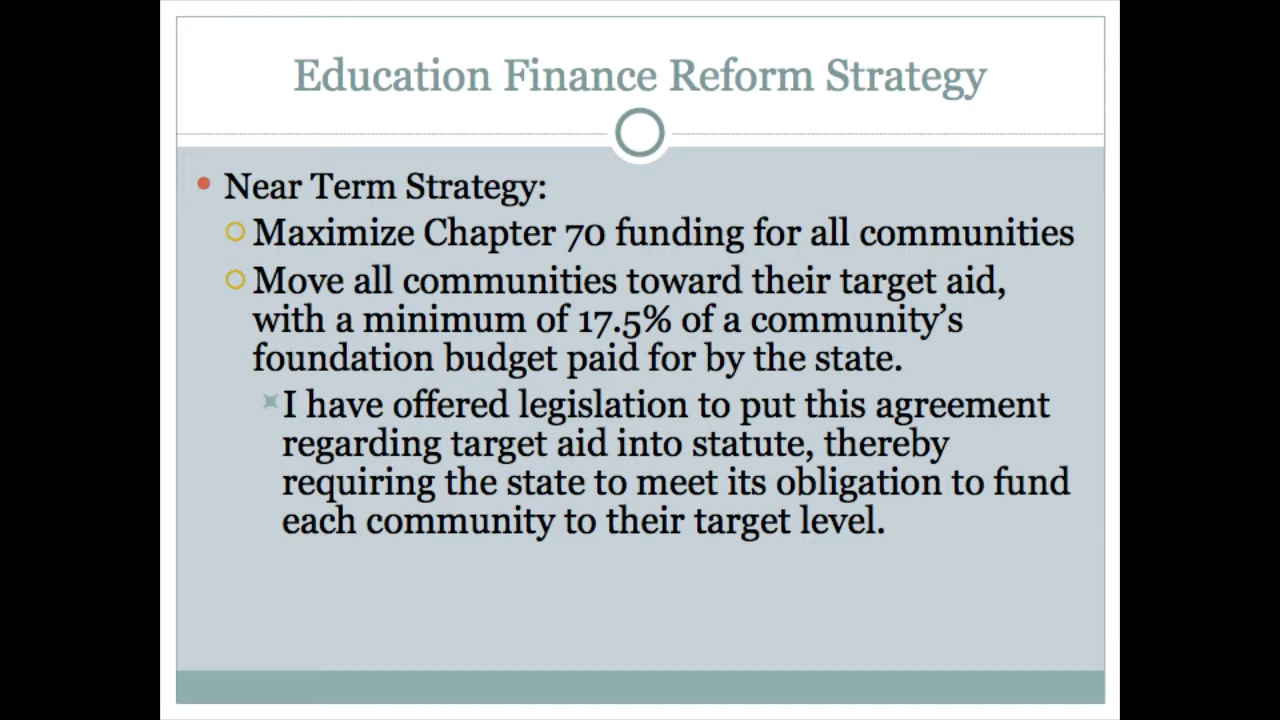 Education Finance Reform Strategy
Near Term Strategy:
Maximize Chapter 70 funding for all communities
Move all communities toward their target aid,
with a minimum of 17.5% of a community’s
foundation budget paid for by the state.
I have offered legislation to put this agreement
regarding target aid into statute, thereby
requiring the state to meet its obligation to fund
each community to their target level.